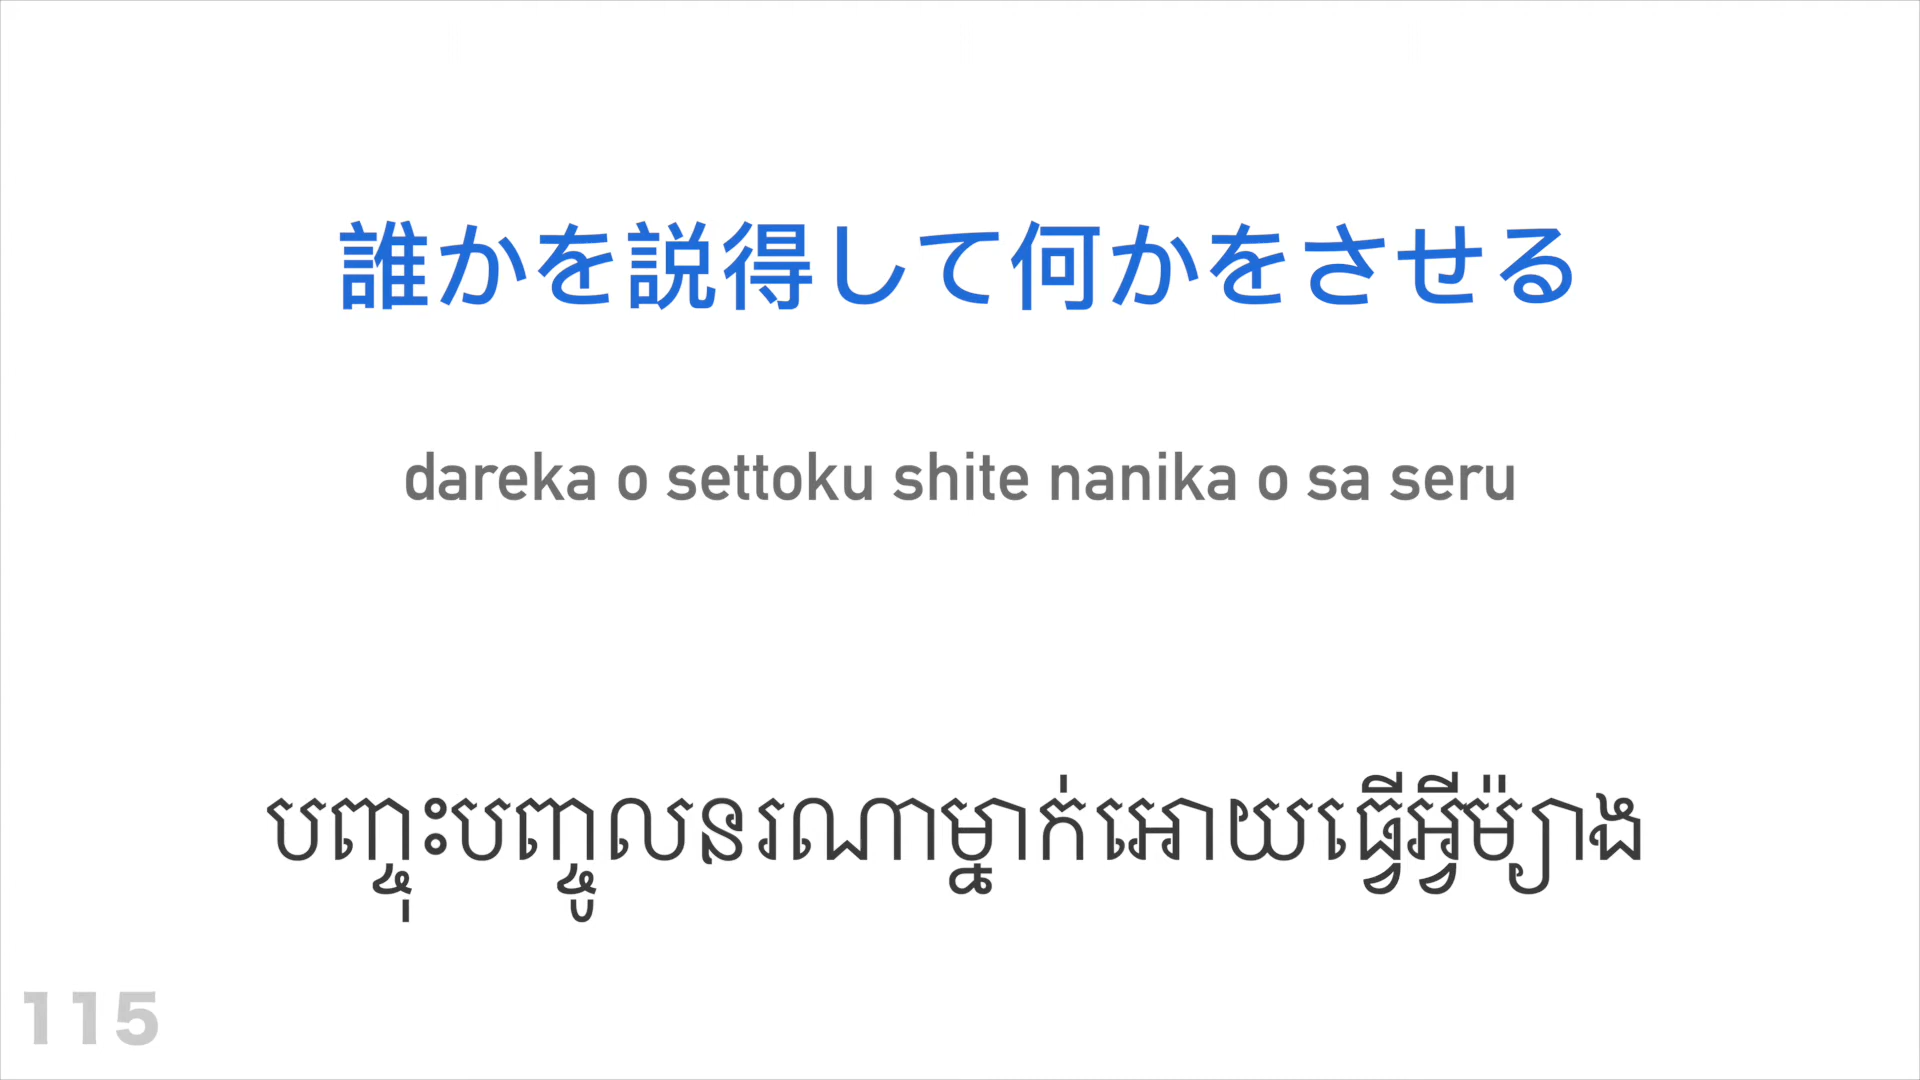 誰かを説得して何かをさせる
dareka o settoku shite nanika o sa seru
បញ្ចុះបញ្ចូលនរណាម្នាក់អោយធ្វើអ្វីម៉្យាង
115